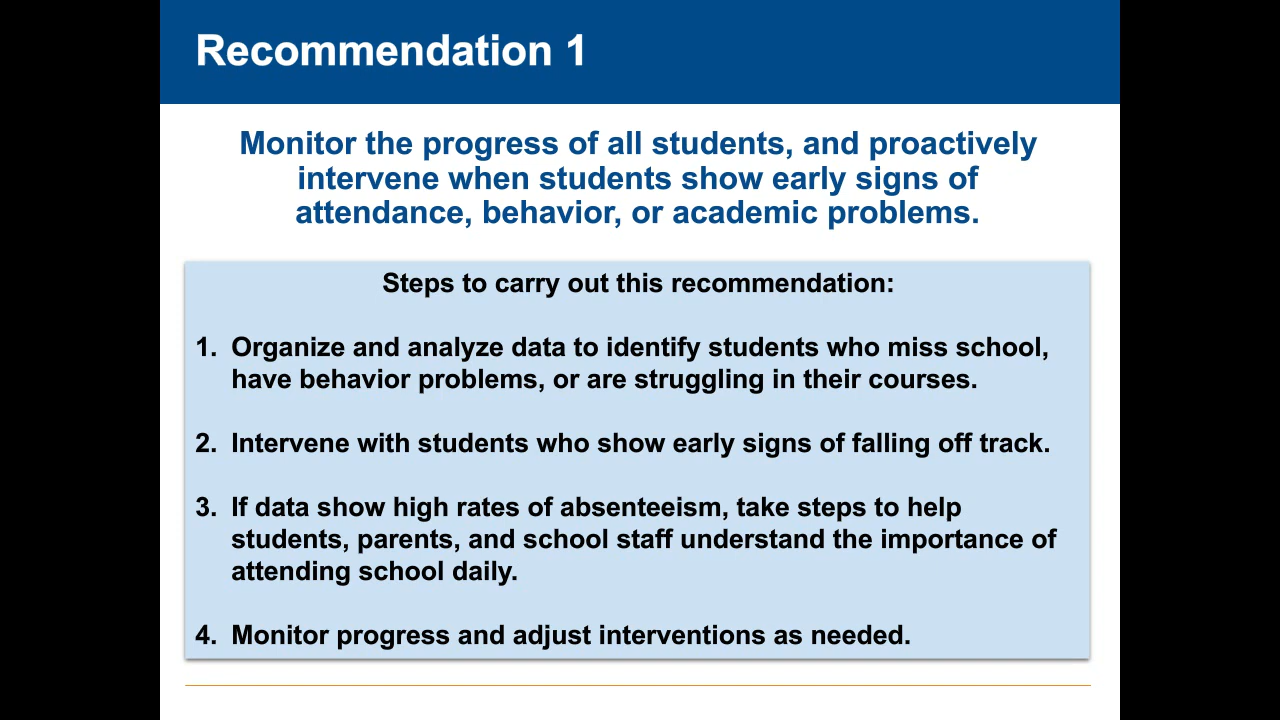 Recommendation 1
Monitor the progress of all students, and proactively
intervene when students show early signs of
attendance, behavior, or academic problems.
Steps to carry out this recommendation:
1. Organize and analyze data to identify students who miss school,
have behavior problems, or are struggling in their courses.
2. Intervene with students who show early signs of falling off track.
3. If data show high rates of absenteeism, take steps to help
students, parents, and school staff understand the importance of
attending school daily.
4. Monitor progress and adjust interventions as needed.